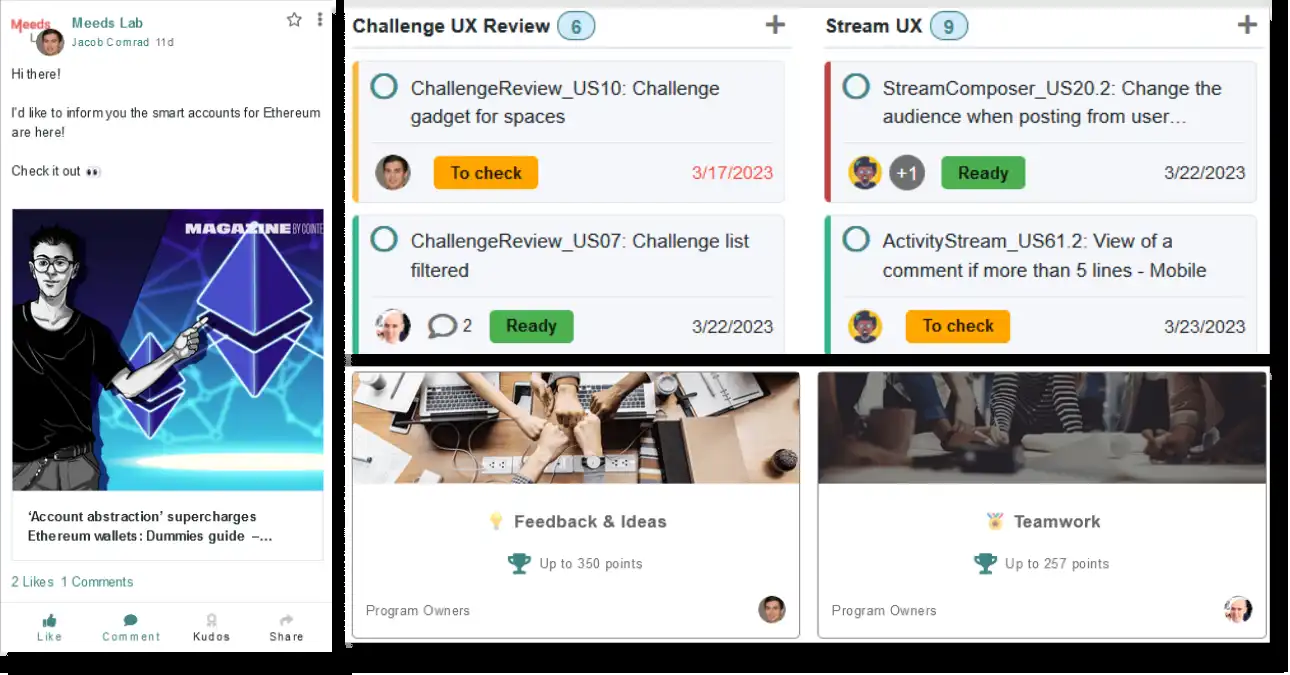 Meeds
Meeds Lab
Jacob Comrad 11d
Hi there!
I'd like to inform you the smart accounts for Ethereum
are here!
Check it out 👀
MAGAZINE BY COINTE
‘Account abstraction’ supercharges
Ethereum wallets: Dummies guide –...
2 Likes 1 Comments
Like Comment Kudos Share
Challenge UX Review 6
ChallengeReview_US10: Challenge
gadget for spaces
To check 3/17/2023
ChallengeReview_US07: Challenge list
filtered
2 Ready 3/22/2023
Stream UX 9
StreamComposer_US20.2: Change the
audience when posting from user...
+1 Ready 3/22/2023
ActivityStream_US61.2: View of a
comment if more than 5 lines - Mobile
To check 3/23/2023
Feedback & Ideas
Up to 350 points
Program Owners
Teamwork
Up to 257 points
Program Owners